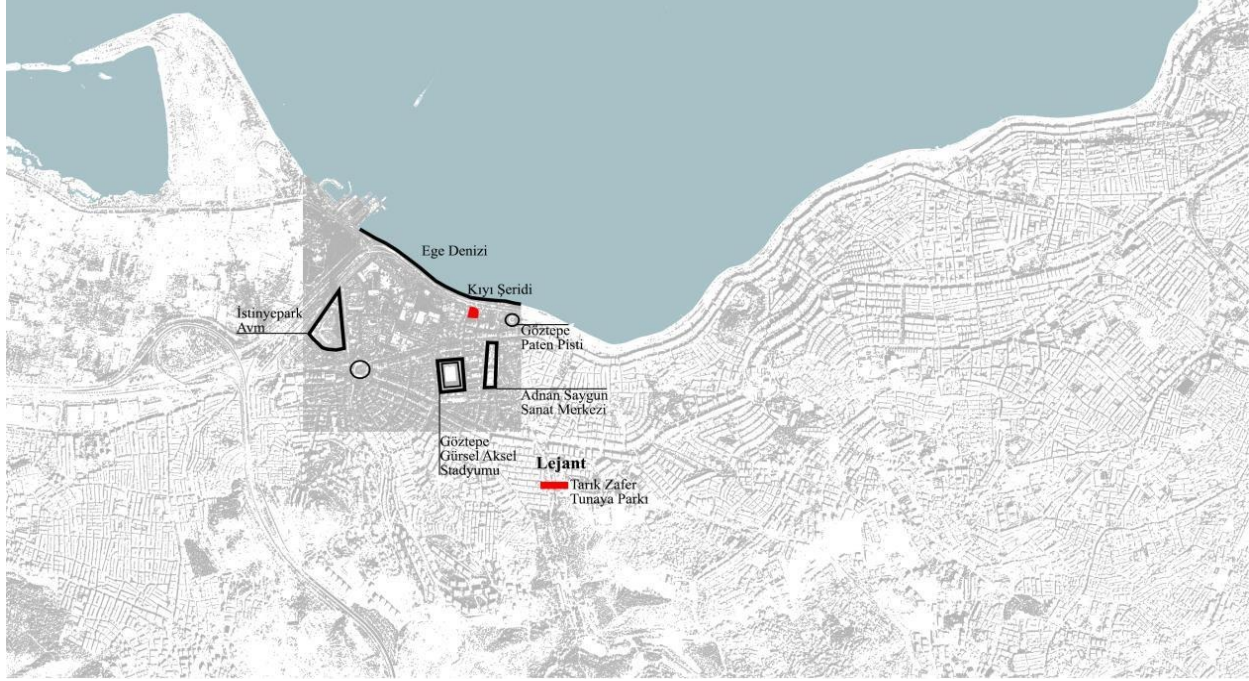 Ege Denizi
Kıyı Şeridi
İstinyepark
Avm
Göztepe
Paten Pisti
Adnan Saygun
Sanat Merkezi
Göztepe
Gürsel Aksel
Stadyumu
Lejant
Tarık Zafer
Tunaya Parkı